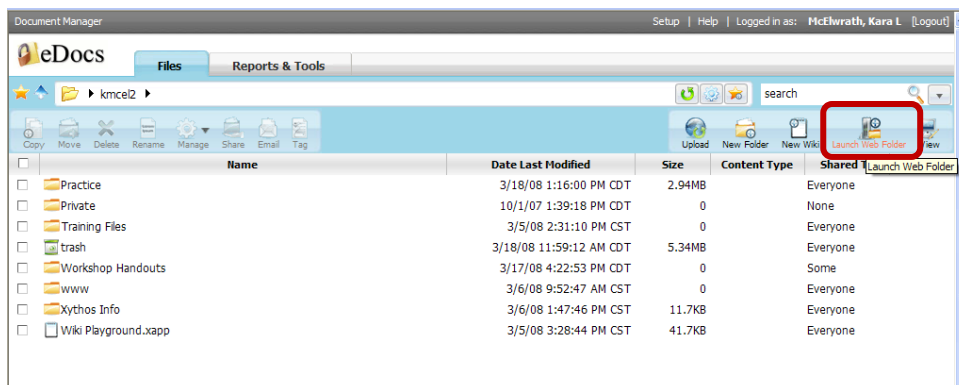 Document Manager Setup | Help | Logged in as: McElwrath, Kara L [Logout]
eDocs Files Reports & Tools
kmcel2 search
Copy Move Delete Rename Manage Share Email Tag Upload New Folder New Wiki Launch Web Folder View
Name Date Last Modified Size Content Type Shared T
Launch Web Folder
Practice 3/18/08 1:16:00 PM CDT 2.94MB Everyone
Private 10/1/07 1:39:18 PM CDT 0 None
Training Files 3/5/08 2:31:10 PM CST 0 Everyone
trash 3/18/08 11:59:12 AM CDT 5.34MB Everyone
Workshop Handouts 3/17/08 4:22:53 PM CDT 0 Some
www 3/6/08 9:52:47 AM CST 0 Everyone
Xythos Info 3/6/08 1:47:46 PM CST 11.7KB Everyone
Wiki Playground.xapp 3/5/08 3:28:44 PM CST 41.7KB Everyone